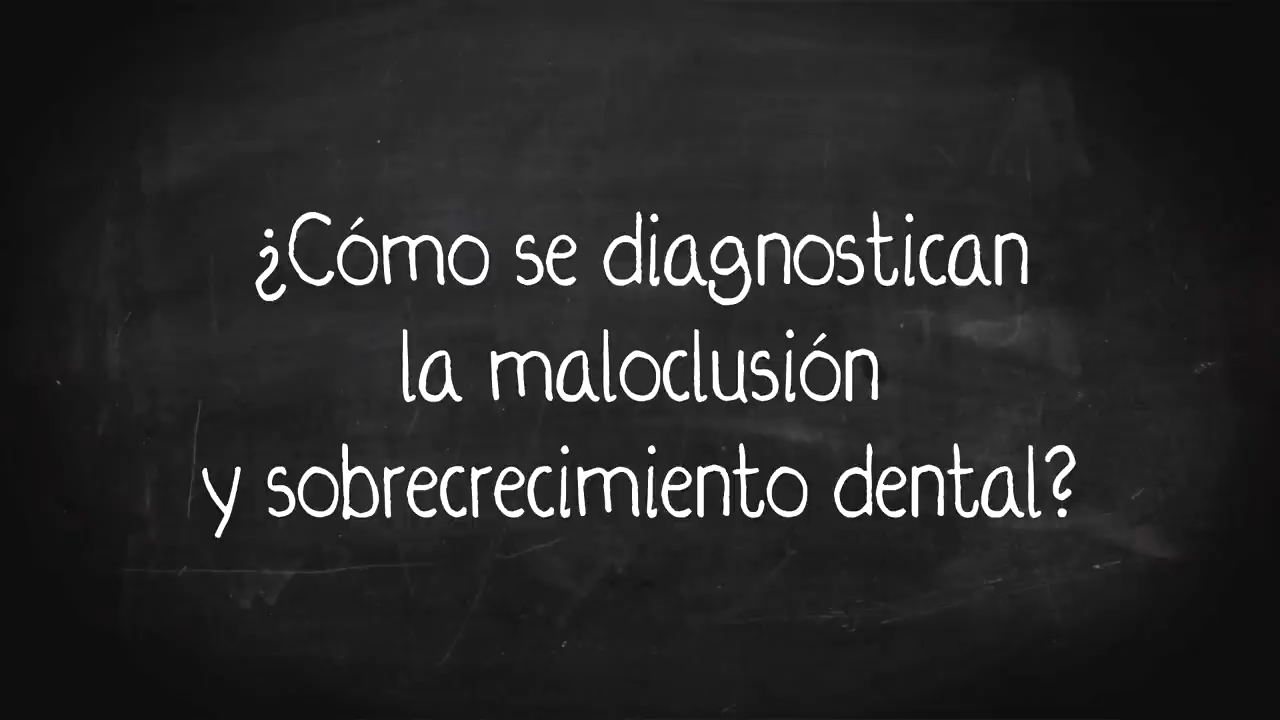 ¿Cómo se diagnostican
la maloclusión
y sobrecrecimiento dental?